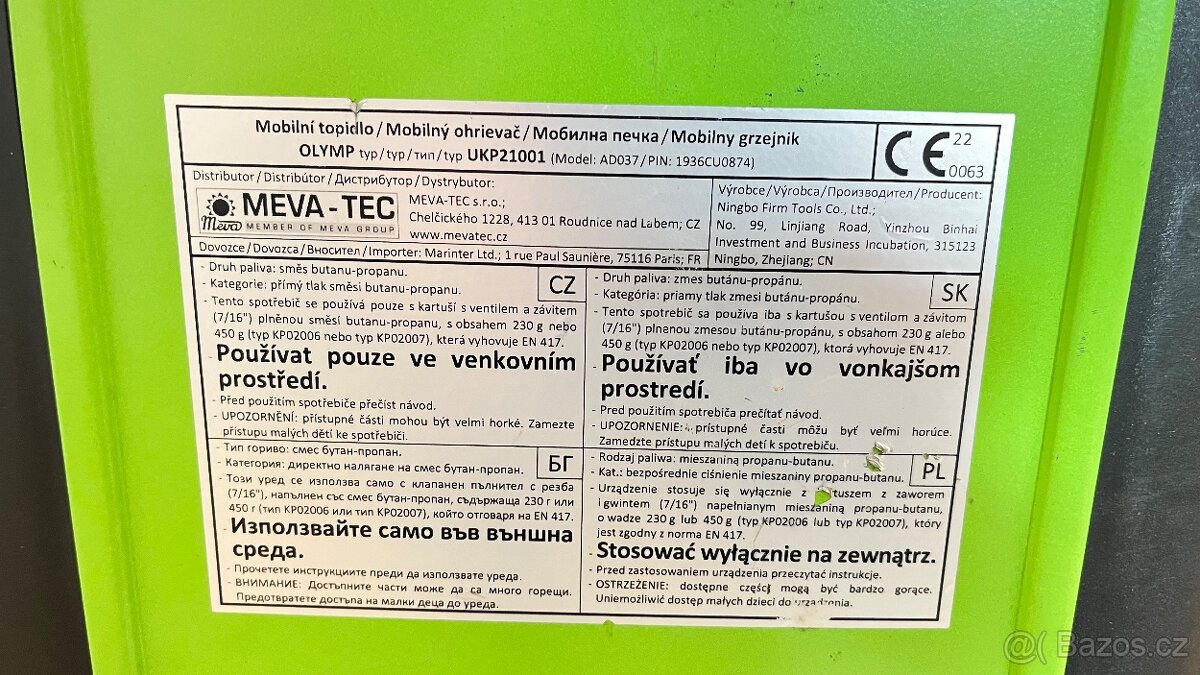 Mobilní topidlo/Mobilný ohrievač/Мобилна печка/Mobilny grzejnik
OLYMP typ/typ/тип/typ UKP21001 (Model: AD037/PIN: 1936CU0874)
CE 22
0063
Distributor/Distribútor/Дистрибутор/Dystrybutor:
MEVA-TEC
Meva MEMBER OF MEVA GROUP
MEVA-TEC s.r.o.;
Chelčického 1228, 413 01 Roudnice nad Labem; CZ
www.mevatec.cz
Dovozce/Dovozca/Вносител/Importer: Marinter Ltd.; 1 rue Paul Saunière, 75116 Paris; FR
Výrobce/Výrobca/Производител/Producent:
Ningbo Firm Tools Co., Ltd.;
No. 99, Linjiang Road, Yinzhou Binhai
Investment and Business Incubation, 315123
Ningbo, Zhejiang; CN
CZ
- Druh paliva: směs butanu-propanu.
- Kategorie: přímý tlak směsi butanu-propanu.
- Tento spotřebič se používá pouze s kartuší s ventilem a závitem
(7/16") plněnou směsí butanu-propanu, s obsahem 230 g nebo
450 g (typ KP02006 nebo typ KP02007), která vyhovuje EN 417.
- Používat pouze ve venkovním
prostředí.
- Před použitím spotřebiče přečíst návod.
- UPOZORNĚNÍ: přístupné části mohou být velmi horké. Zamezte
přístupu malých dětí ke spotřebiči.
SK
- Druh paliva: zmes butanu-propánu.
- Kategória: priamy tlak zmesi butánu-propánu.
- Tento spotrebič sa používa iba s kartušou s ventilom a závitom
(7/16") plnenou zmesou butánu-propánu, s obsahom 230 g alebo
450 g (typ KP02006 nebo typ KP02007), ktorá vyhovuje EN 417.
- Používať iba vo vonkajšom
prostredí.
- Pred použitím spotrebiča prečítať návod.
- UPOZORNENIE: prístupné časti môžu byť veľmi horúce.
Zamedzte prístupu malých detí k spotrebiču.
БГ
- Тип гориво: смес бутан-пропан.
- Категория: директно налягане на смес бутан-пропан.
- Този уред се използва само с клапанен пълнител с резба
(7/16"), напълнен със смес бутан-пропан, съдържаща 230 г или
450 г (тип KP02006 или тип KP02007), който отговаря на EN 417.
- Използвайте само във външна
среда.
- Прочетете инструкциите преди да използвате уреда.
- ВНИМАНИЕ: Достъпните части може да са много горещи.
Предотвратете достъпа на малки деца до уреда.
PL
- Rodzaj paliwa: mieszaniną propanu-butanu.
- Kat.: bezpośrednie ciśnienie mieszaniny propanu-butanu.
- Urządzenie stosuje się wyłącznie z zaworem
i gwintem (7/16") napełnianym mieszaniną propanu-butanu,
o wadze 230 g lub 450 g (typ KP02006 lub typ KP02007), który
jest zgodny z norma EN 417.
- Stosować wyłącznie na zewnątrz.
- Przed zastosowaniem urządzenia przeczytać instrukcje.
- OSTRZEŻENIE: dostępne części mogą być bardzo gorące.
Uniemożliwić dostęp małych dzieci do urządzenia.
Bazos.cz